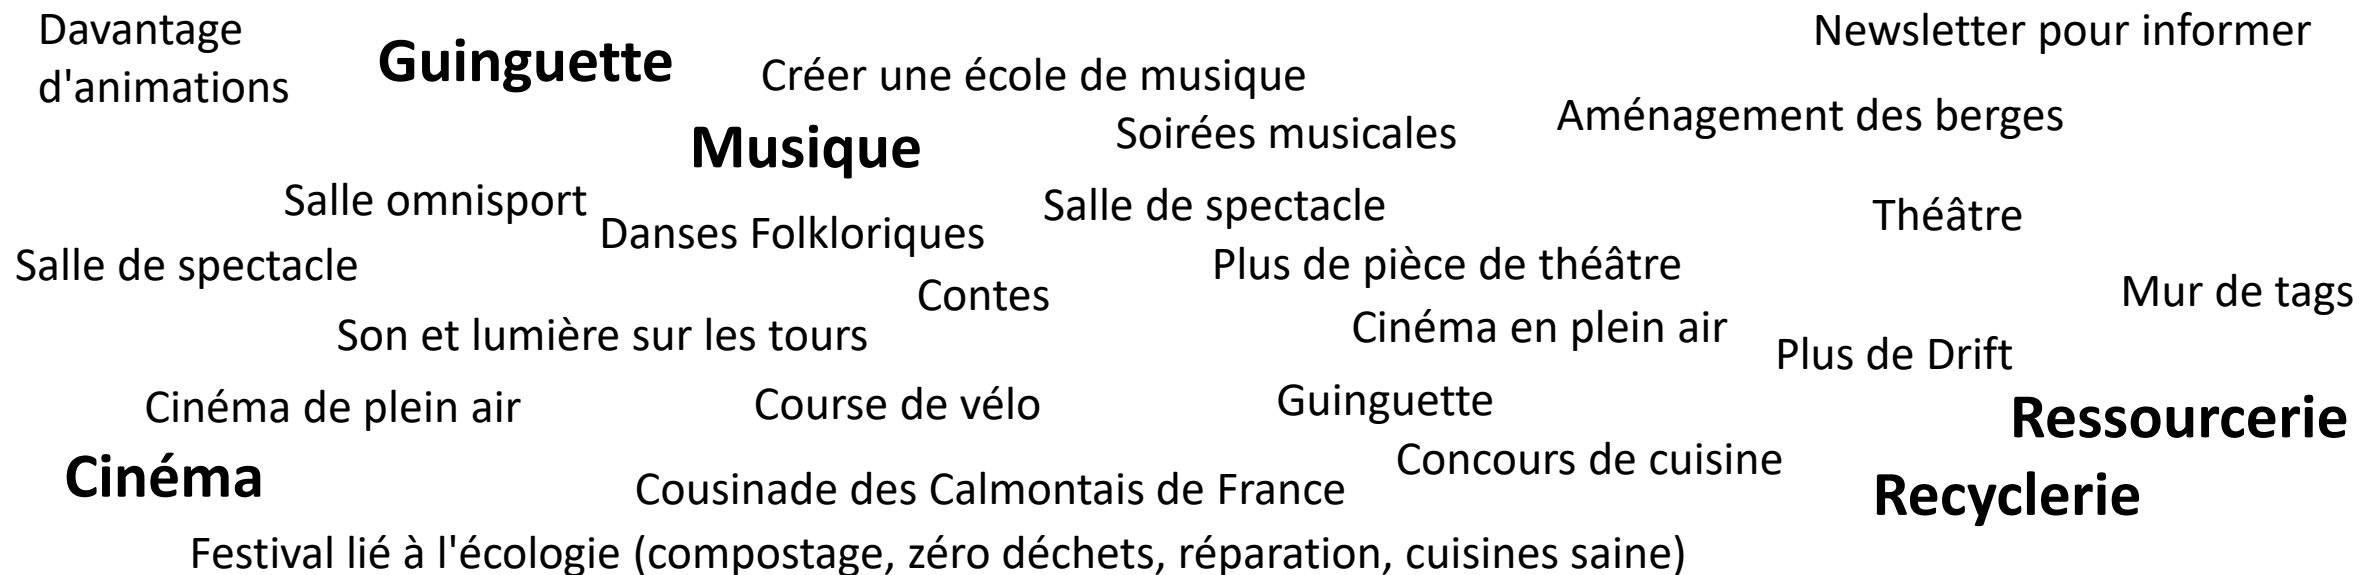 Davantage
d'animations
Guinguette
Créer une école de musique
Newsletter pour informer
Musique
Soirées musicales
Aménagement des berges
Salle omnisport
Danses Folkloriques
Salle de spectacle
Théâtre
Salle de spectacle
Contes
Plus de pièce de théâtre
Mur de tags
Son et lumière sur les tours
Cinéma en plein air
Plus de Drift
Cinéma de plein air
Course de vélo
Guinguette
Ressourcerie
Cinéma
Cousinade des Calmontais de France
Concours de cuisine
Recyclerie
Festival lié à l'écologie (compostage, zéro déchets, réparation, cuisines saine)